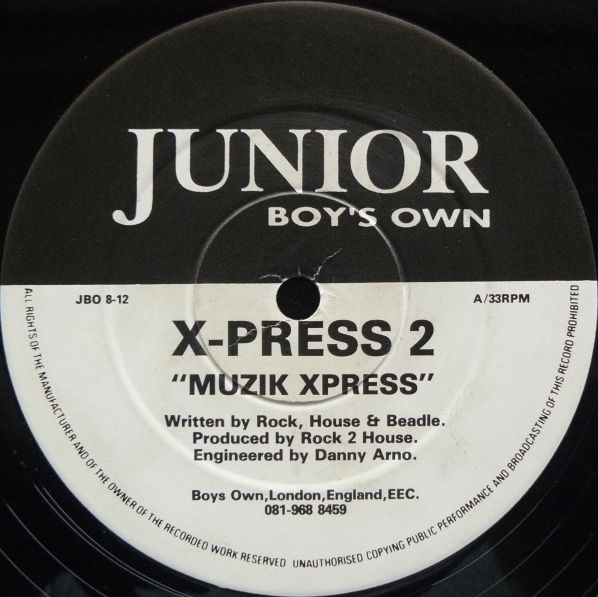 JUNIOR
BOY'S OWN
JBO 8-12
A/33RPM
X-PRESS 2
“MUZIK XPRESS”
Written by Rock, House & Beadle.
Produced by Rock 2 House.
Engineered by Danny Arno.
Boys Own,London,England,EEC.
081-968 8459
ALL RIGHTS OF THE MANUFACTURER AND OF THE OWNER OF THE RECORDED WORK RESERVED UNAUTHORISED COPYING PUBLIC PERFORMANCE AND BROADCASTING OF THIS RECORD PROHIBITED